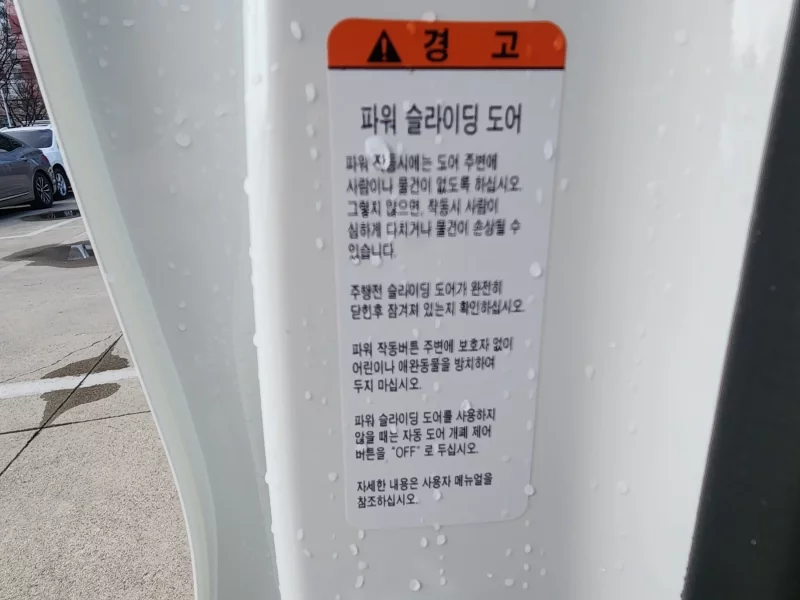 경 고
파워 슬라이딩 도어
파워 작동시에는 도어 주변에
사람이나 물건이 없도록 하십시오.
그렇지 않으면, 작동시 사람이
심하게 다치거나 물건이 손상될 수
있습니다.
주행전 슬라이딩 도어가 완전히
닫힌후 잠겨져 있는지 확인하십시오.
파워 작동버튼 주변에 보호자 없이
어린이나 애완동물을 방치하여
두지 마십시오.
파워 슬라이딩 도어를 사용하지
않을 때는 자동 도어 개폐 제어
버튼을 "OFF" 로 두십시오.
자세한 내용은 사용자 매뉴얼을
참조하십시오.